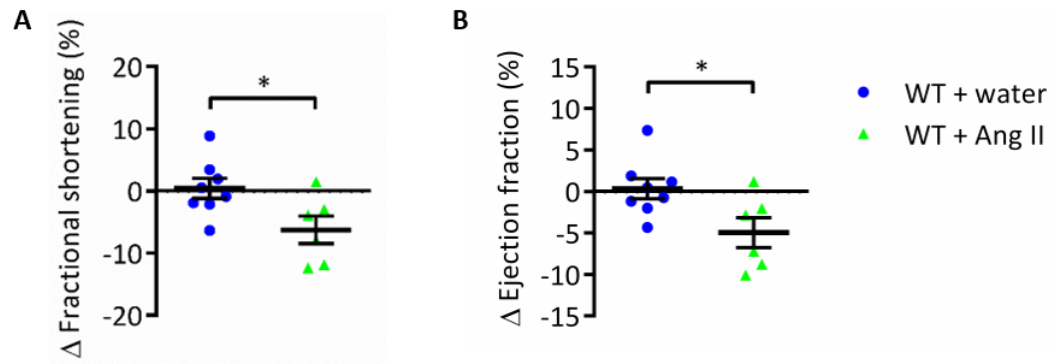 A
Δ Fractional shortening (%)
20
10
0
-10
-20
*
B
Δ Ejection fraction (%)
15
10
5
0
-5
-10
-15
*
WT + water
WT + Ang II